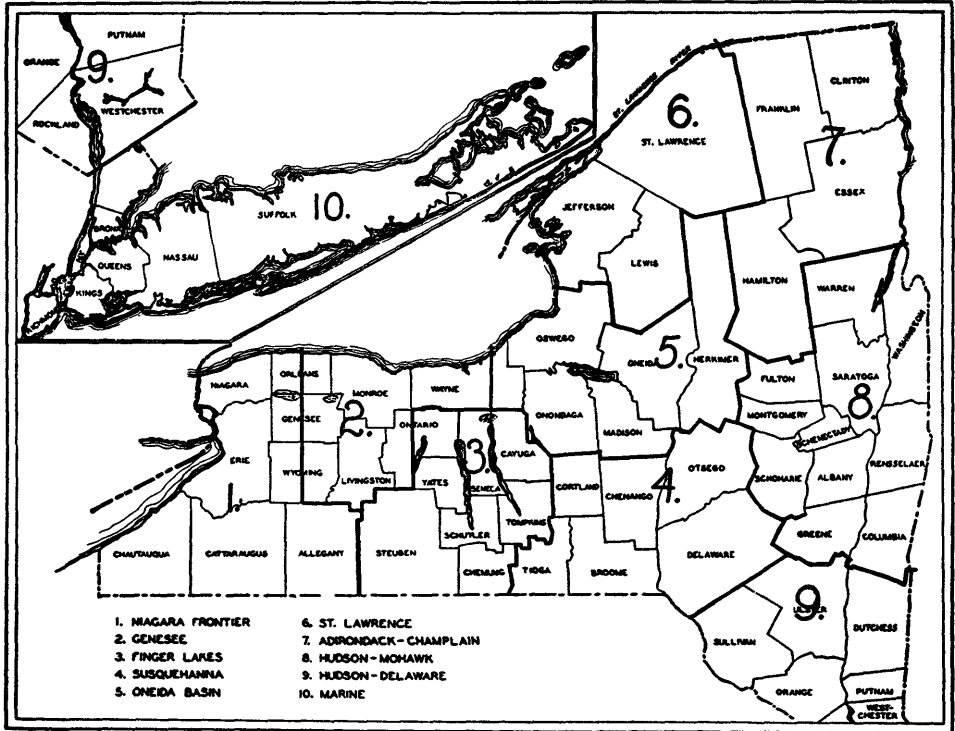 PUTNAM
ORANGE
9.
WESTCHESTER
ROCKLAND
SUFFOLK
10.
BRONX
NASSAU
QUEENS
KINGS
RICHMOND
ST. LAWRENCE RIVER
6.
ST. LAWRENCE
FRANKLIN
CLINTON
7.
ESSEX
JEFFERSON
LEWIS
HAMILTON
WARREN
WASHINGTON
OSWEGO
ONEIDA
5.
HERKIMER
FULTON
SARATOGA
8.
MONTGOMERY
SCHENECTADY
NIAGARA
ORLEANS
MONROE
WAYNE
GENESEE
2.
ONTARIO
ONONDAGA
MADISON
ERIE
WYOMING
LIVINGSTON
YATES
3.
SENECA
CAYUGA
CORTLAND
CHENANGO
4.
OTSEGO
SCHOHARIE
ALBANY
RENSSELAER
1.
SCHUYLER
TOMPKINS
CHAUTAUQUA
CATTARAUGUS
ALLEGANY
STEUBEN
CHEMUNG
TIOGA
BROOME
DELAWARE
GREENE
COLUMBIA
9.
ULSTER
SULLIVAN
DUTCHESS
ORANGE
PUTNAM
WEST-
CHESTER
1. NIAGARA FRONTIER
2. GENESEE
3. FINGER LAKES
4. SUSQUEHANNA
5. ONEIDA BASIN
6. ST. LAWRENCE
7. ADIRONDACK-CHAMPLAIN
8. HUDSON-MOHAWK
9. HUDSON-DELAWARE
10. MARINE